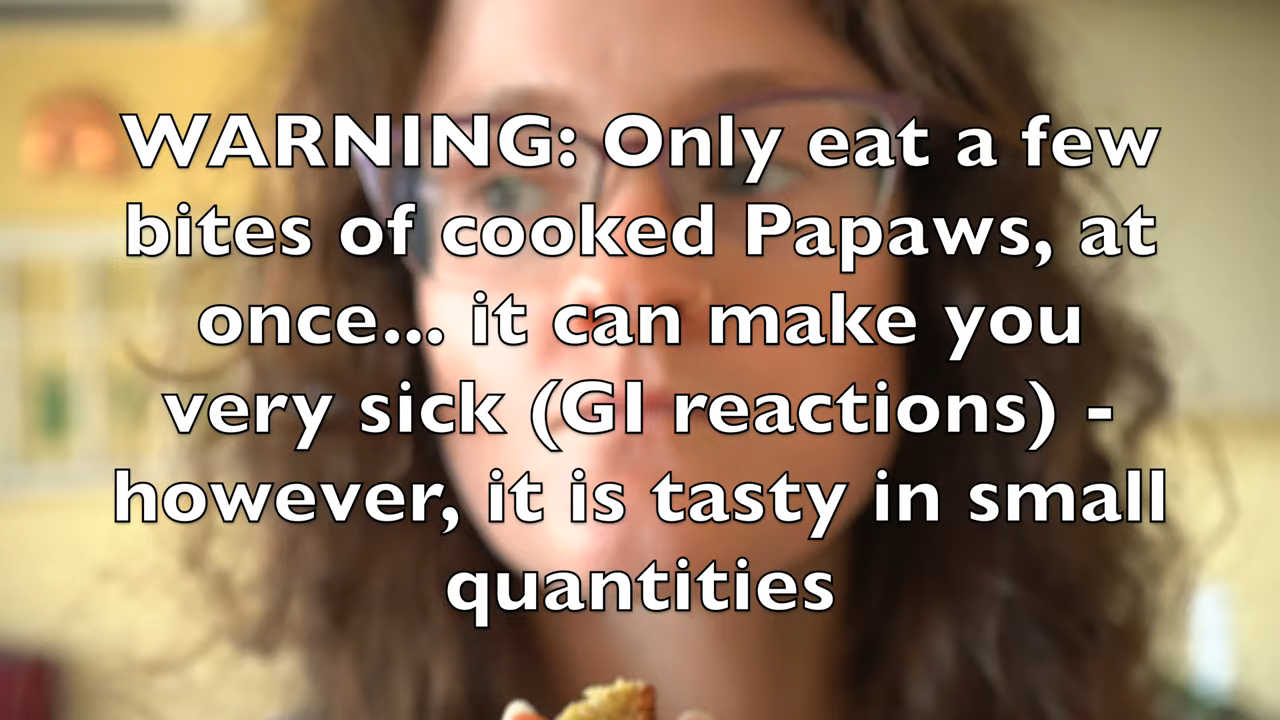 WARNING: Only eat a few
bites of cooked Papaws, at
once... it can make you
very sick (GI reactions) -
however, it is tasty in small
quantities